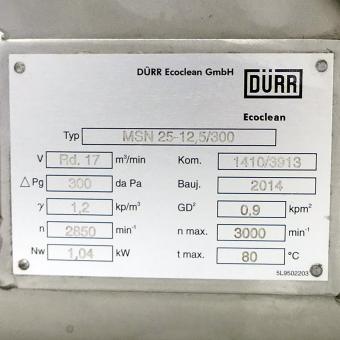 DÜRR Ecoclean GmbH
DÜRR
Ecoclean
Typ MSN 25-12,5/300
V Rd. 17 m³/min Kom. 1410/3913
△Pg 300 da Pa Bauj. 2014
γ 1,2 kp/m³ GD² 0,9 kpm²
n 2850 min⁻¹ n max. 3000 min⁻¹
Nw 1,04 kW t max. 80 °C
5L9502203